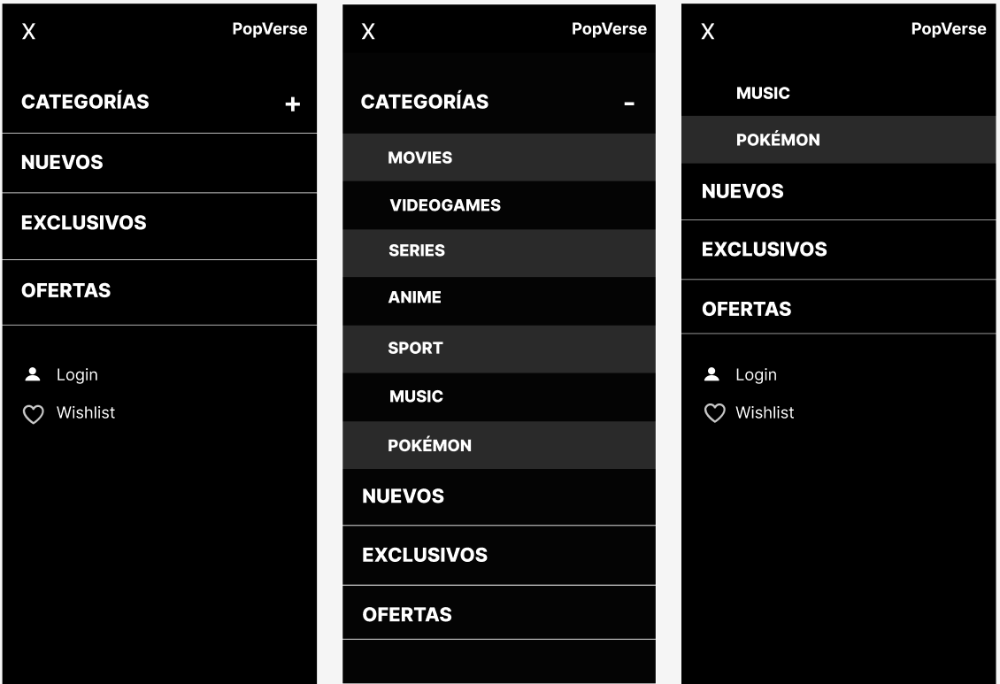 X PopVerse
CATEGORÍAS +
NUEVOS
EXCLUSIVOS
OFERTAS
Login
Wishlist
X PopVerse
CATEGORÍAS -
MOVIES
VIDEOGAMES
SERIES
ANIME
SPORT
MUSIC
POKÉMON
NUEVOS
EXCLUSIVOS
OFERTAS
X PopVerse
MUSIC
POKÉMON
NUEVOS
EXCLUSIVOS
OFERTAS
Login
Wishlist